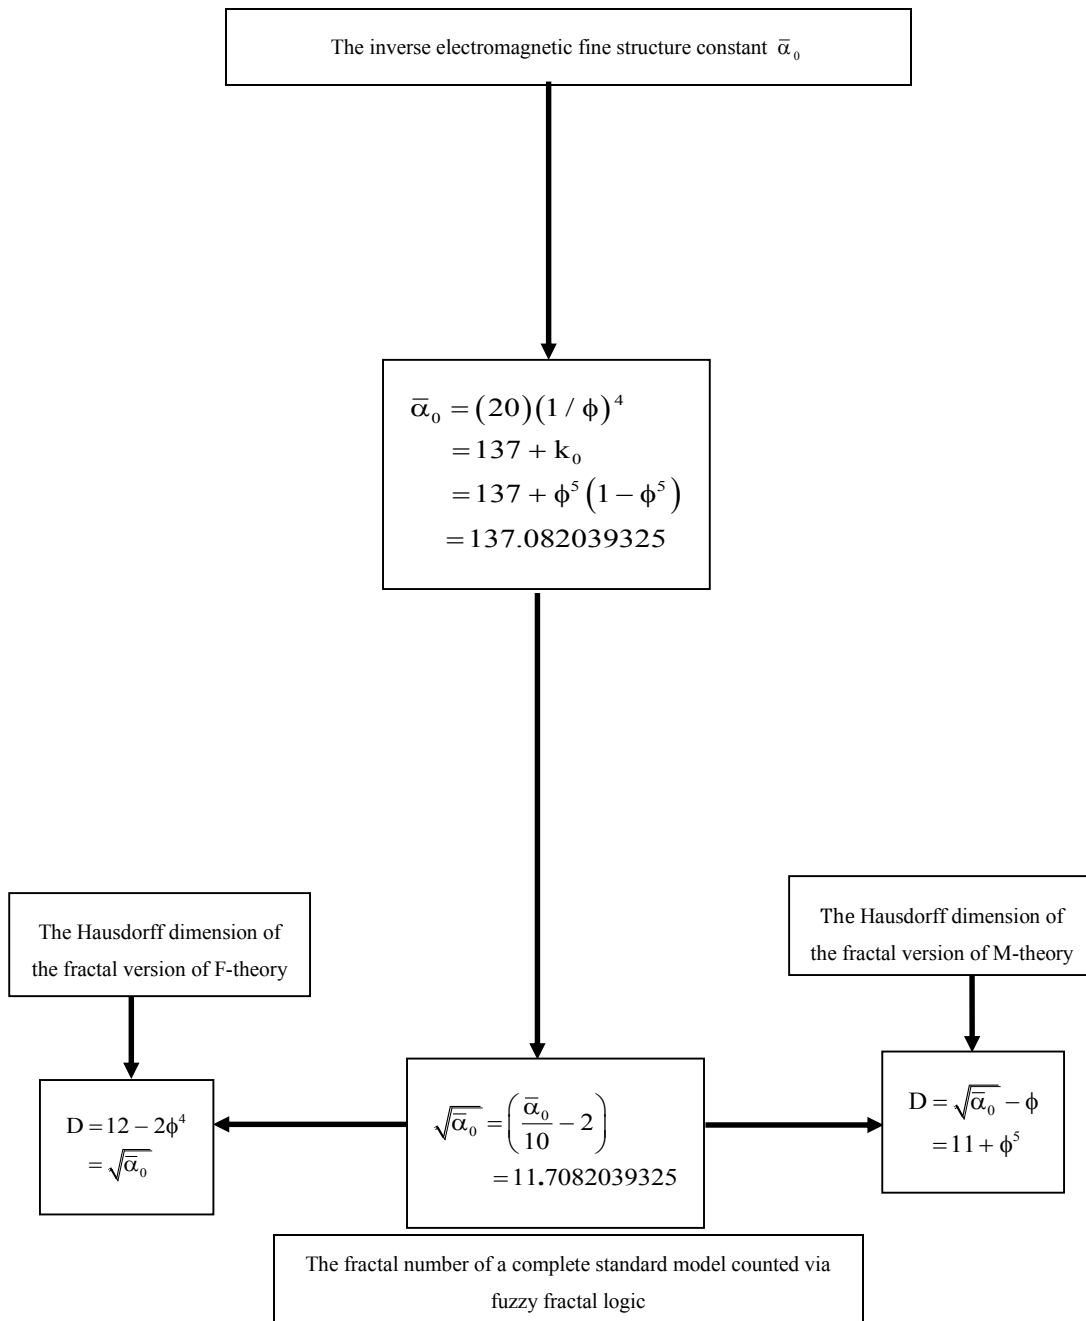 The inverse electromagnetic fine structure constant ᾱ₀
ᾱ₀ = (20)(1 / ϕ)⁴
= 137 + k₀
= 137 + ϕ⁵(1 − ϕ⁵)
= 137.082039325
The Hausdorff dimension of
the fractal version of F-theory
The Hausdorff dimension of
the fractal version of M-theory
D = 12 − 2ϕ⁴
= √ᾱ₀
√ᾱ₀ = (ᾱ₀/10 − 2)
= 11.7082039325
D = √ᾱ₀ − ϕ
= 11 + ϕ⁵
The fractal number of a complete standard model counted via
fuzzy fractal logic